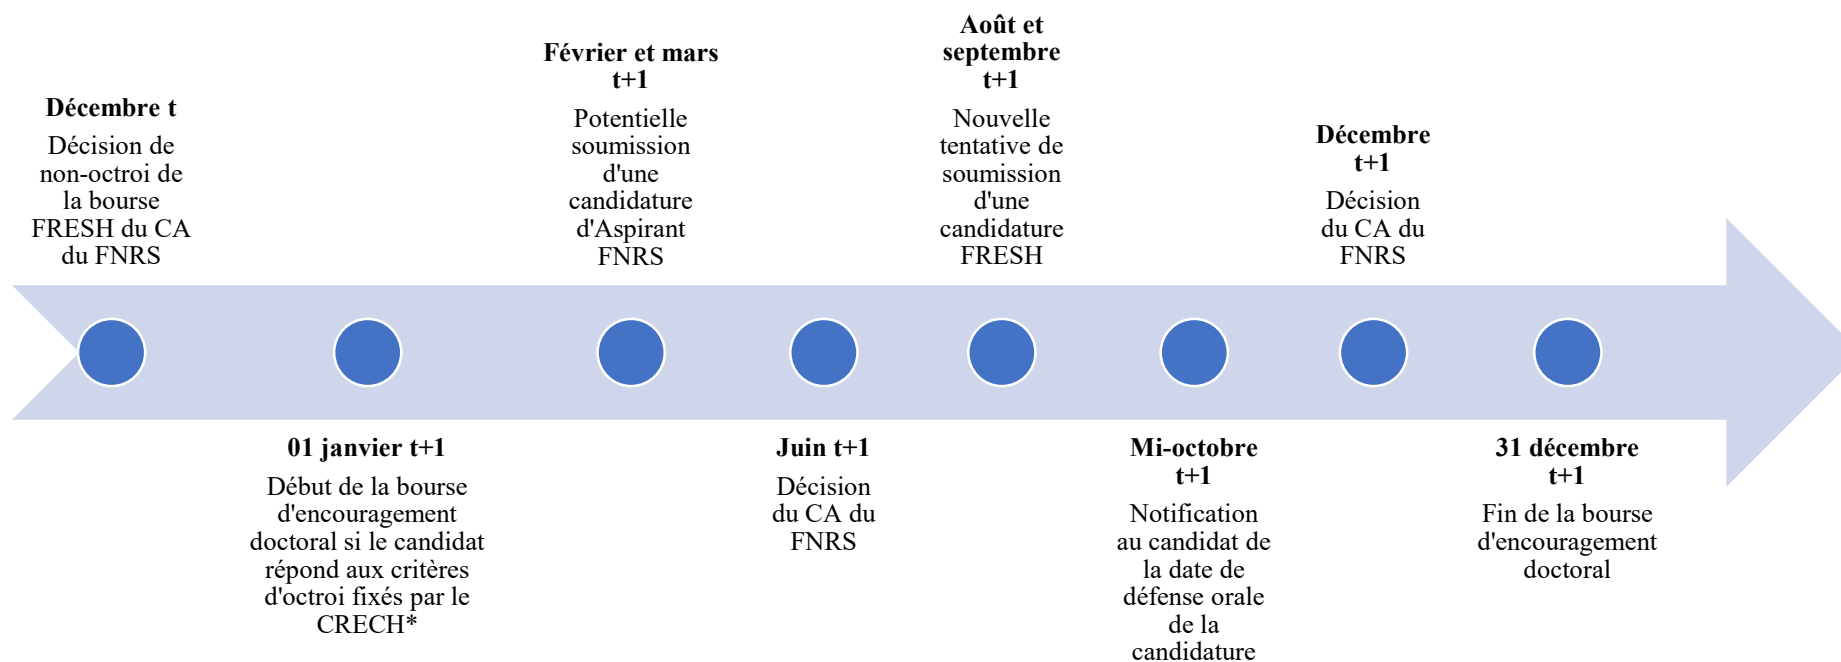 Décembre t
Décision de
non-octroi de
la bourse
FRESH du CA
du FNRS
01 janvier t+1
Début de la bourse
d'encouragement
doctoral si le candidat
répond aux critères
d'octroi fixés par le
CRECH*
Février et mars
t+1
Potentielle
soumission
d'une
candidature
d'Aspirant
FNRS
Juin t+1
Décision
du CA du
FNRS
Août et
septembre
t+1
Nouvelle
tentative de
soumission
d'une
candidature
FRESH
Mi-octobre
t+1
Notification
au candidat de
la date de
défense orale
de la
candidature
Décembre
t+1
Décision
du CA du
FNRS
31 décembre
t+1
Fin de la bourse
d'encouragement
doctoral